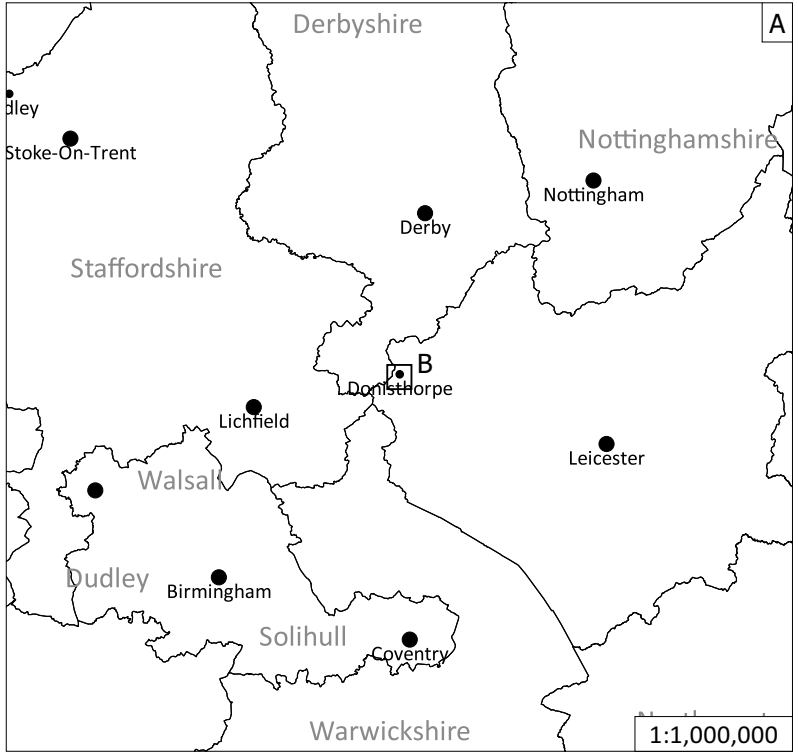 Derbyshire
A
dley
Stoke-On-Trent
Nottinghamshire
Nottingham
Derby
Staffordshire
B
Donisthorpe
Lichfield
Leicester
Walsall
Dudley
Birmingham
Solihull
Coventry
Warwickshire
1:1,000,000